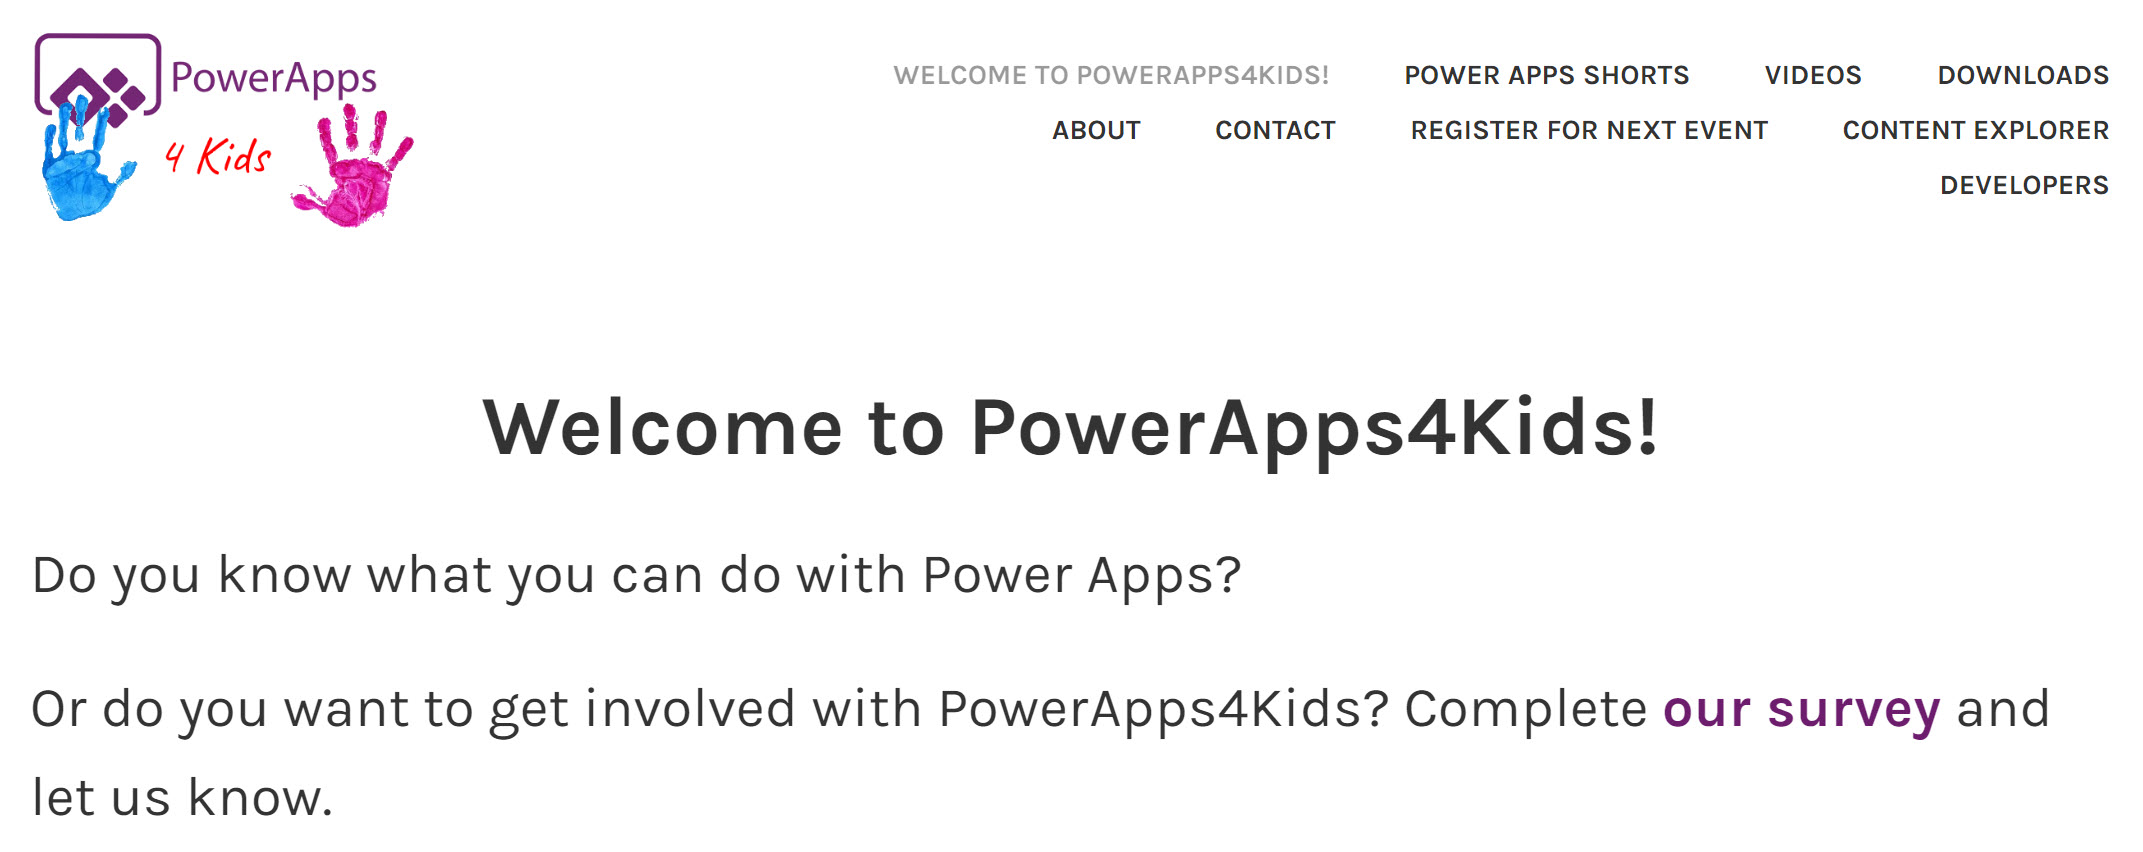 PowerApps
4 Kids
WELCOME TO POWERAPPS4KIDS! POWER APPS SHORTS VIDEOS DOWNLOADS
ABOUT CONTACT REGISTER FOR NEXT EVENT CONTENT EXPLORER
DEVELOPERS
Welcome to PowerApps4Kids!
Do you know what you can do with Power Apps?
Or do you want to get involved with PowerApps4Kids? Complete our survey and
let us know.